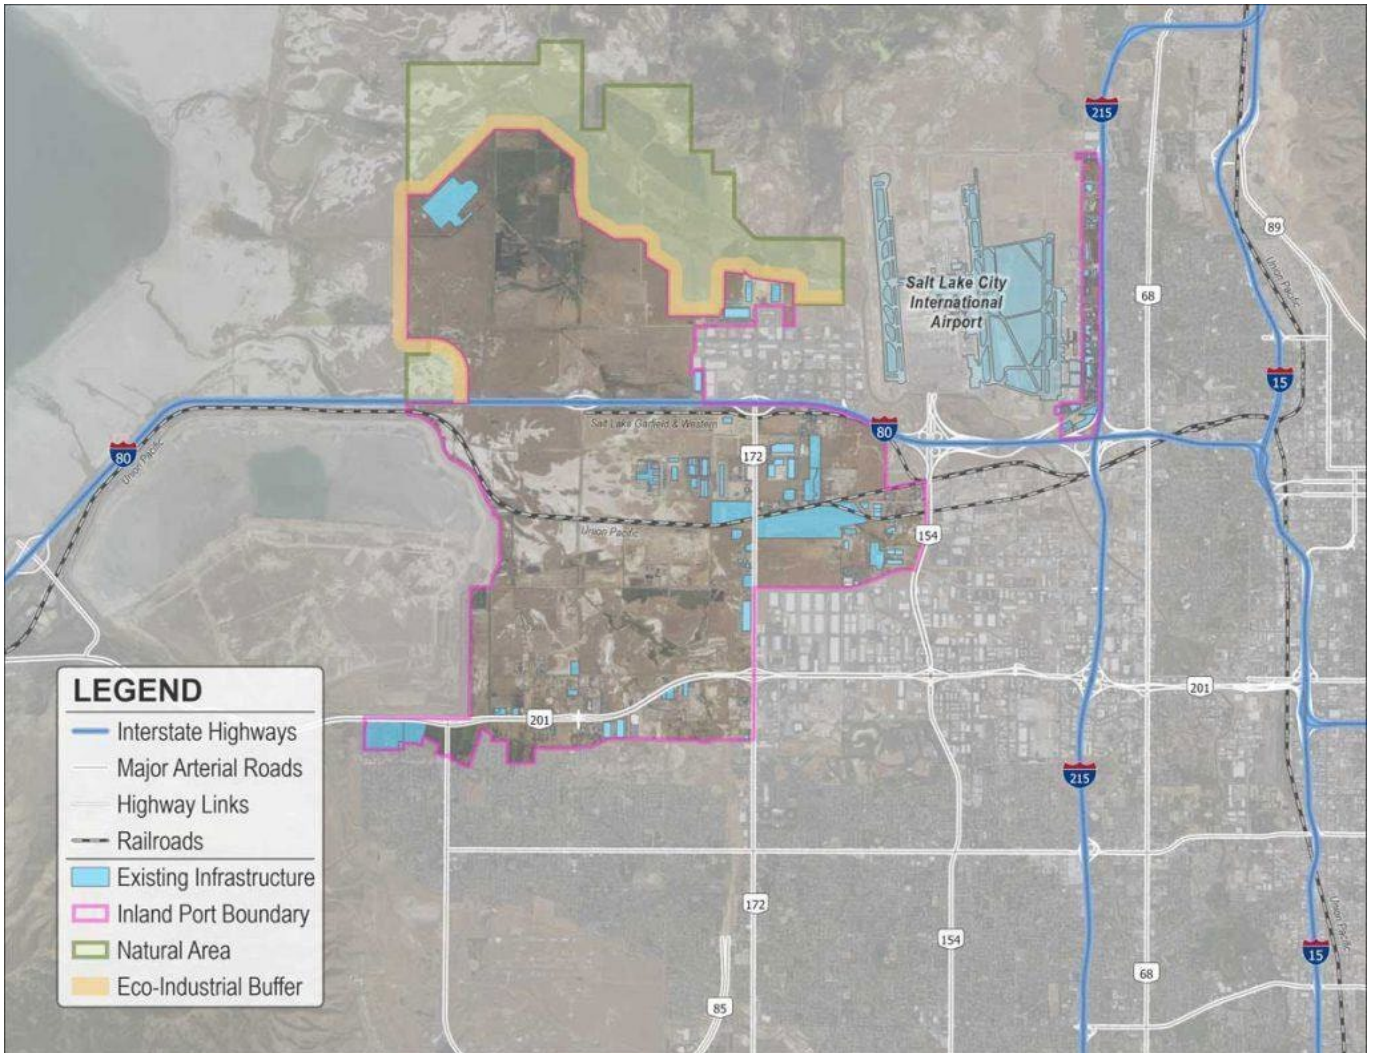 215
89
Union Pacific
Salt Lake City
International
Airport
68
15
Salt Lake Garfield & Western
80
172
80
Union Pacific
Union Pacific
154
LEGEND
Interstate Highways
Major Arterial Roads
Highway Links
Railroads
Existing Infrastructure
Inland Port Boundary
Natural Area
Eco-Industrial Buffer
201
201
215
172
154
Union Pacific
15
68
85